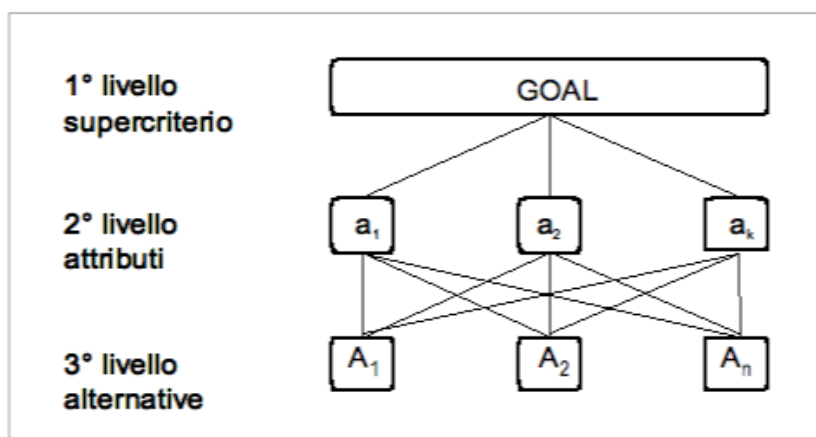 1° livello
supercriterio
GOAL
2° livello
attributi
a₁
a₂
aₖ
3° livello
alternative
A₁
A₂
Aₙ